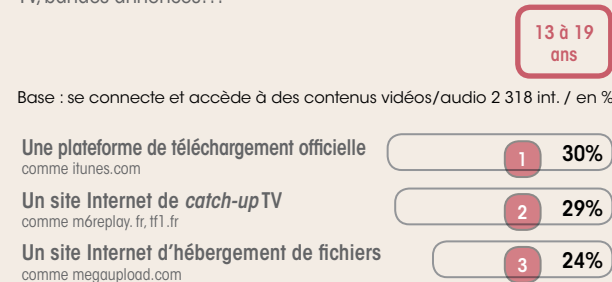 TV/bandes annonces...
13 à 19
ans
Base : se connecte et accède à des contenus vidéos/audio 2 318 int. / en %
Une plateforme de téléchargement officielle
comme itunes.com
1 30%
Un site Internet de catch-up TV
comme m6replay. fr, tf1.fr
2 29%
Un site Internet d'hébergement de fichiers
comme megaupload.com
3 24%